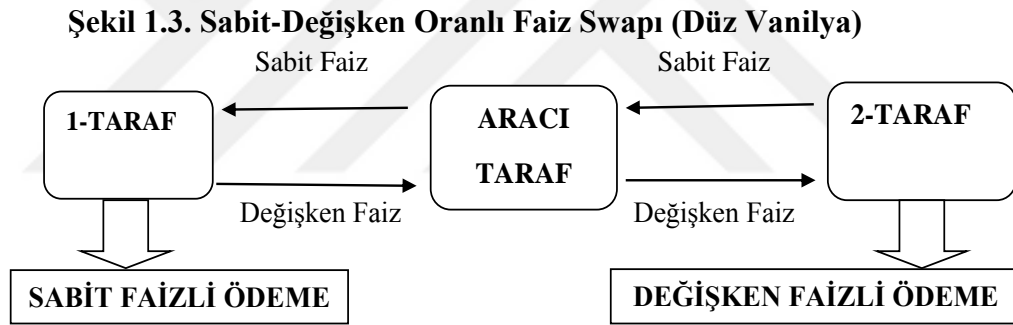 Şekil 1.3. Sabit-Değişken Oranlı Faiz Swapı (Düz Vanilya)
Sabit Faiz
Sabit Faiz
1-TARAF
ARACI
TARAF
2-TARAF
Değişken Faiz
Değişken Faiz
SABİT FAİZLİ ÖDEME
DEĞİŞKEN FAİZLİ ÖDEME